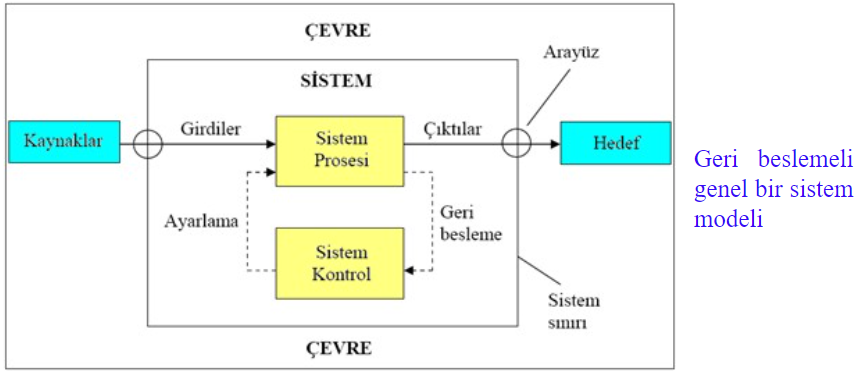 ÇEVRE
Arayüz
SİSTEM
Kaynaklar
Girdiler
Sistem
Prosesi
Çıktılar
Hedef
Geri beslemeli
genel bir sistem
modeli
Ayarlama
Geri
besleme
Sistem
Kontrol
Sistem
sınırı
ÇEVRE